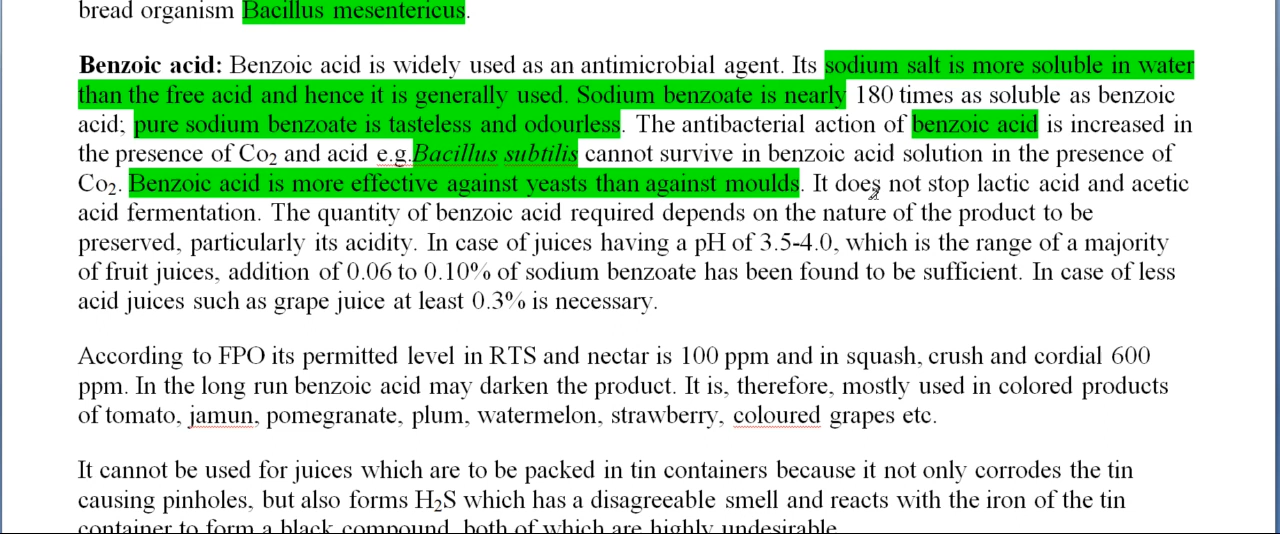 bread organism Bacillus mesentericus.
Benzoic acid: Benzoic acid is widely used as an antimicrobial agent. Its sodium salt is more soluble in water
than the free acid and hence it is generally used. Sodium benzoate is nearly 180 times as soluble as benzoic
acid; pure sodium benzoate is tasteless and odourless. The antibacterial action of benzoic acid is increased in
the presence of Co₂ and acid e.g.Bacillus subtilis cannot survive in benzoic acid solution in the presence of
Co₂. Benzoic acid is more effective against yeasts than against moulds. It does not stop lactic acid and acetic
acid fermentation. The quantity of benzoic acid required depends on the nature of the product to be
preserved, particularly its acidity. In case of juices having a pH of 3.5-4.0, which is the range of a majority
of fruit juices, addition of 0.06 to 0.10% of sodium benzoate has been found to be sufficient. In case of less
acid juices such as grape juice at least 0.3% is necessary.
According to FPO its permitted level in RTS and nectar is 100 ppm and in squash, crush and cordial 600
ppm. In the long run benzoic acid may darken the product. It is, therefore, mostly used in colored products
of tomato, jamun, pomegranate, plum, watermelon, strawberry, coloured grapes etc.
It cannot be used for juices which are to be packed in tin containers because it not only corrodes the tin
causing pinholes, but also forms H₂S which has a disagreeable smell and reacts with the iron of the tin
container to form a black compound, both of which are highly undesirable.